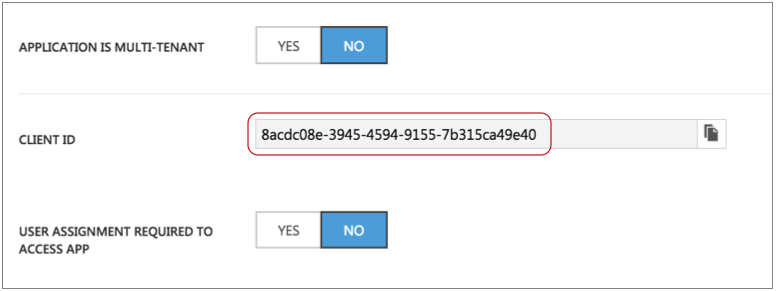 APPLICATION IS MULTI-TENANT YES NO
CLIENT ID 8acdc08e-3945-4594-9155-7b315ca49e40
USER ASSIGNMENT REQUIRED TO YES NO
ACCESS APP